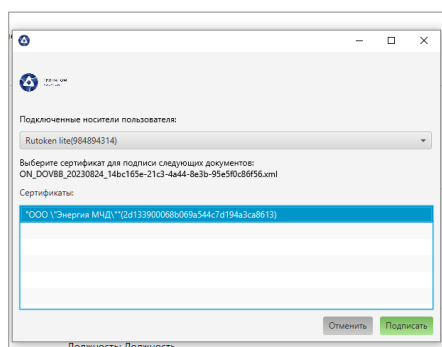 Подключенные носители пользователя:
Rutoken lite(984894314)
Выберите сертификат для подписи следующих документов:
ON_DOVBB_20230824_14bc165e-21c3-4a44-8e3b-95e5f0c86f56.xml
Сертификаты:
"ООО \"Энергия МЧД\""(2d133900068b069a544c7d194a3ca8613)
Отменить Подписать
Должность: Должность